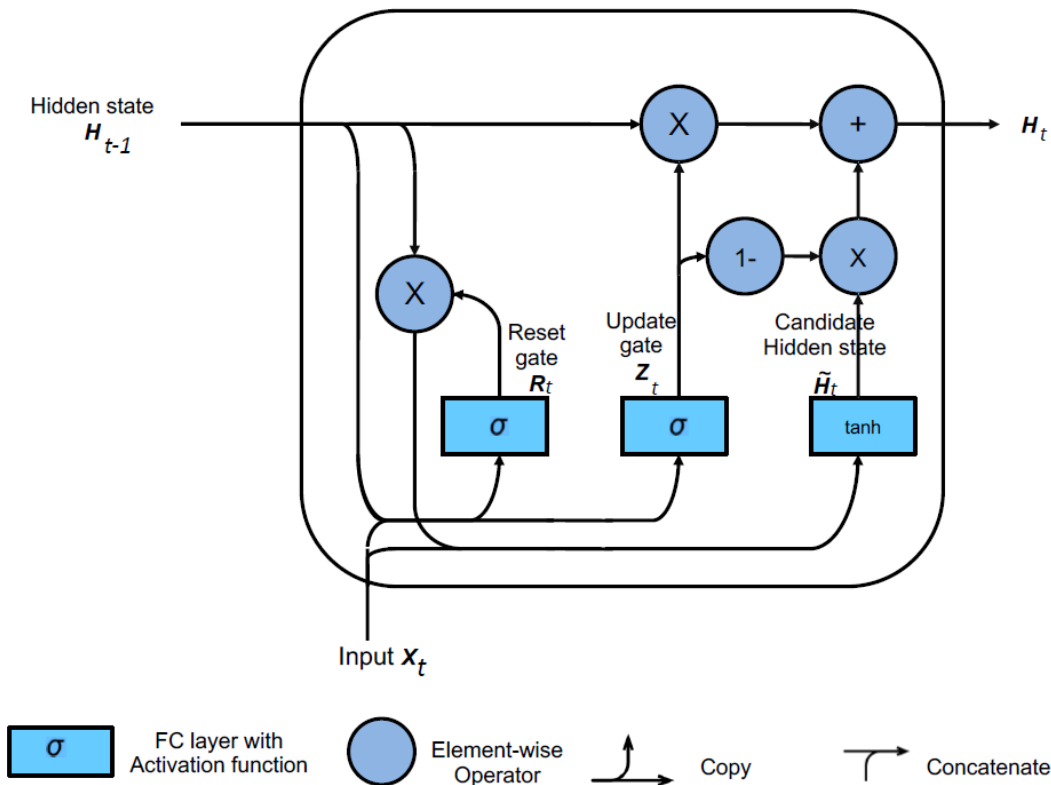 Hidden state
H t-1
X
+
H t
1-
X
X
Reset
gate
R t
Update
gate
Z t
Candidate
Hidden state
H̃ t
σ
σ
tanh
Input X t
σ
FC layer with
Activation function
Element-wise
Operator
Copy
Concatenate